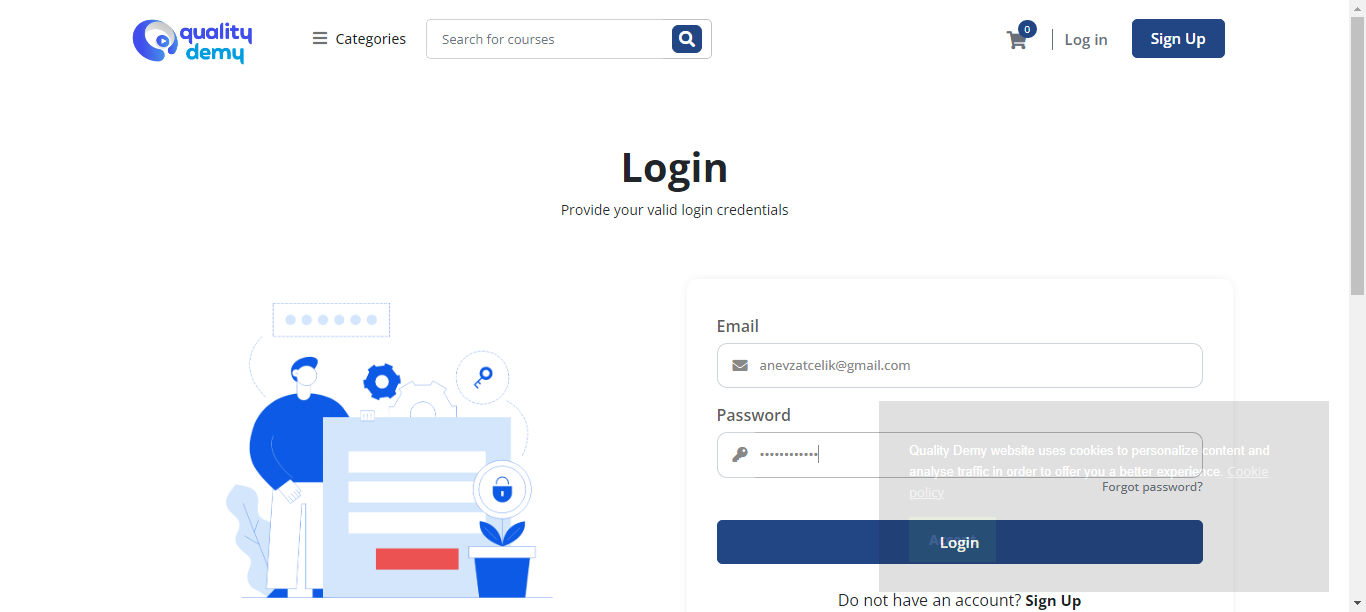 quality
demy
Categories
Search for courses
0
Log in
Sign Up
Login
Provide your valid login credentials
Email
anevzatcelik@gmail.com
Password
Quality Demy website uses cookies to personalize content and
analyse traffic in order to offer you a better experience. Cookie
policy
Forgot password?
Login
Do not have an account? Sign Up